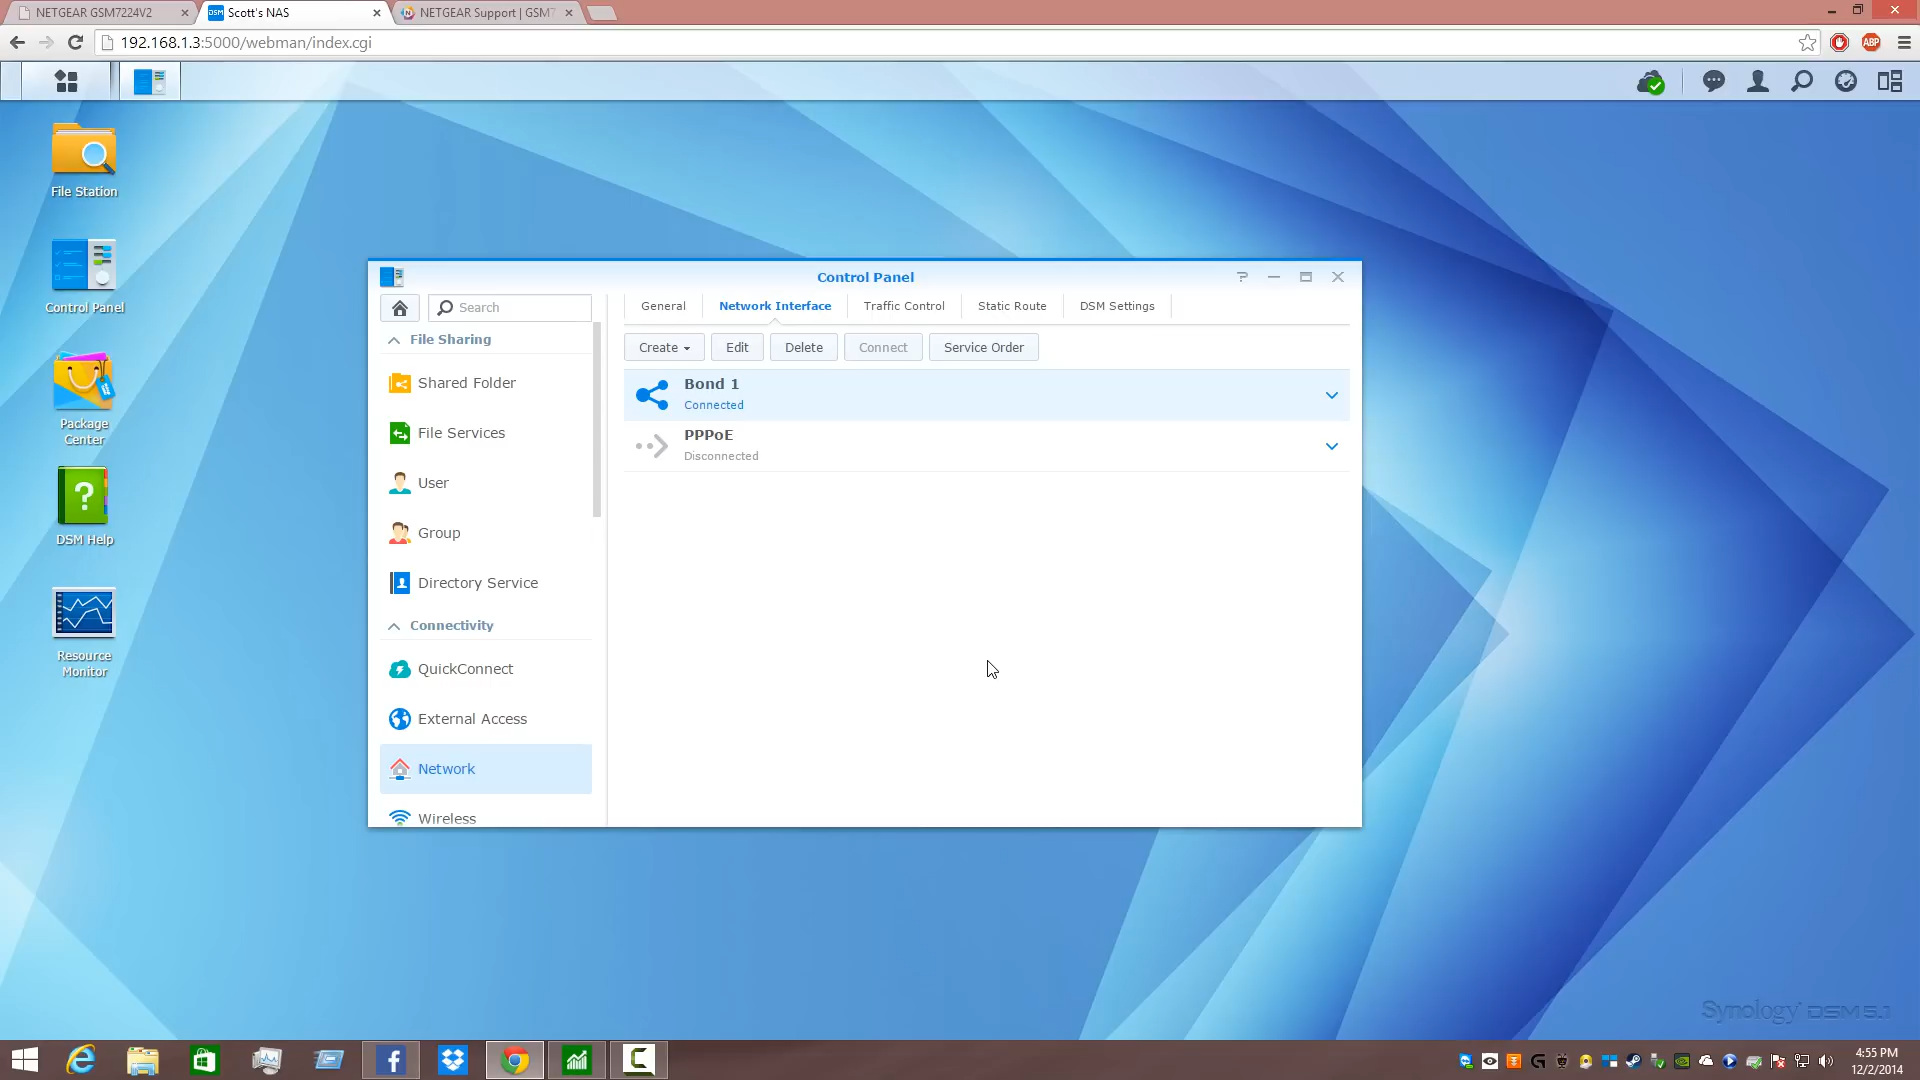 NETGEAR GSM7224V2
DSM
Scott's NAS
NETGEAR Support | GSM7
192.168.1.3:5000/webman/index.cgi
ABP
File Station
Control Panel
Package
Center
DSM Help
Resource
Monitor
Control Panel
Search
General
Network Interface
Traffic Control
Static Route
DSM Settings
File Sharing
Shared Folder
File Services
User
Group
Directory Service
Connectivity
QuickConnect
External Access
Network
Wireless
Create
Edit
Delete
Connect
Service Order
Bond 1
Connected
PPPoE
Disconnected
Synology DSM 5.1
4:55 PM
12/2/2014